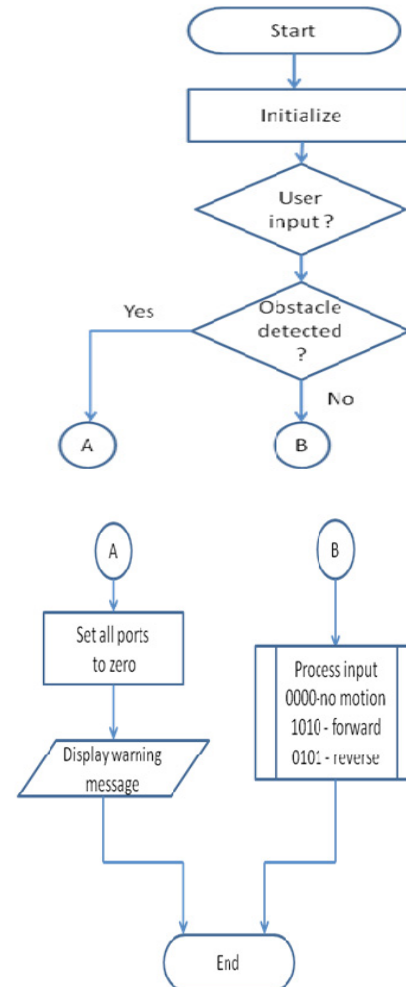 Start
Initialize
User
input ?
Obstacle
detected
?
Yes
No
A
B
A
B
Set all ports
to zero
Display warning
message
Process input
0000-no motion
1010 - forward
0101 - reverse
End